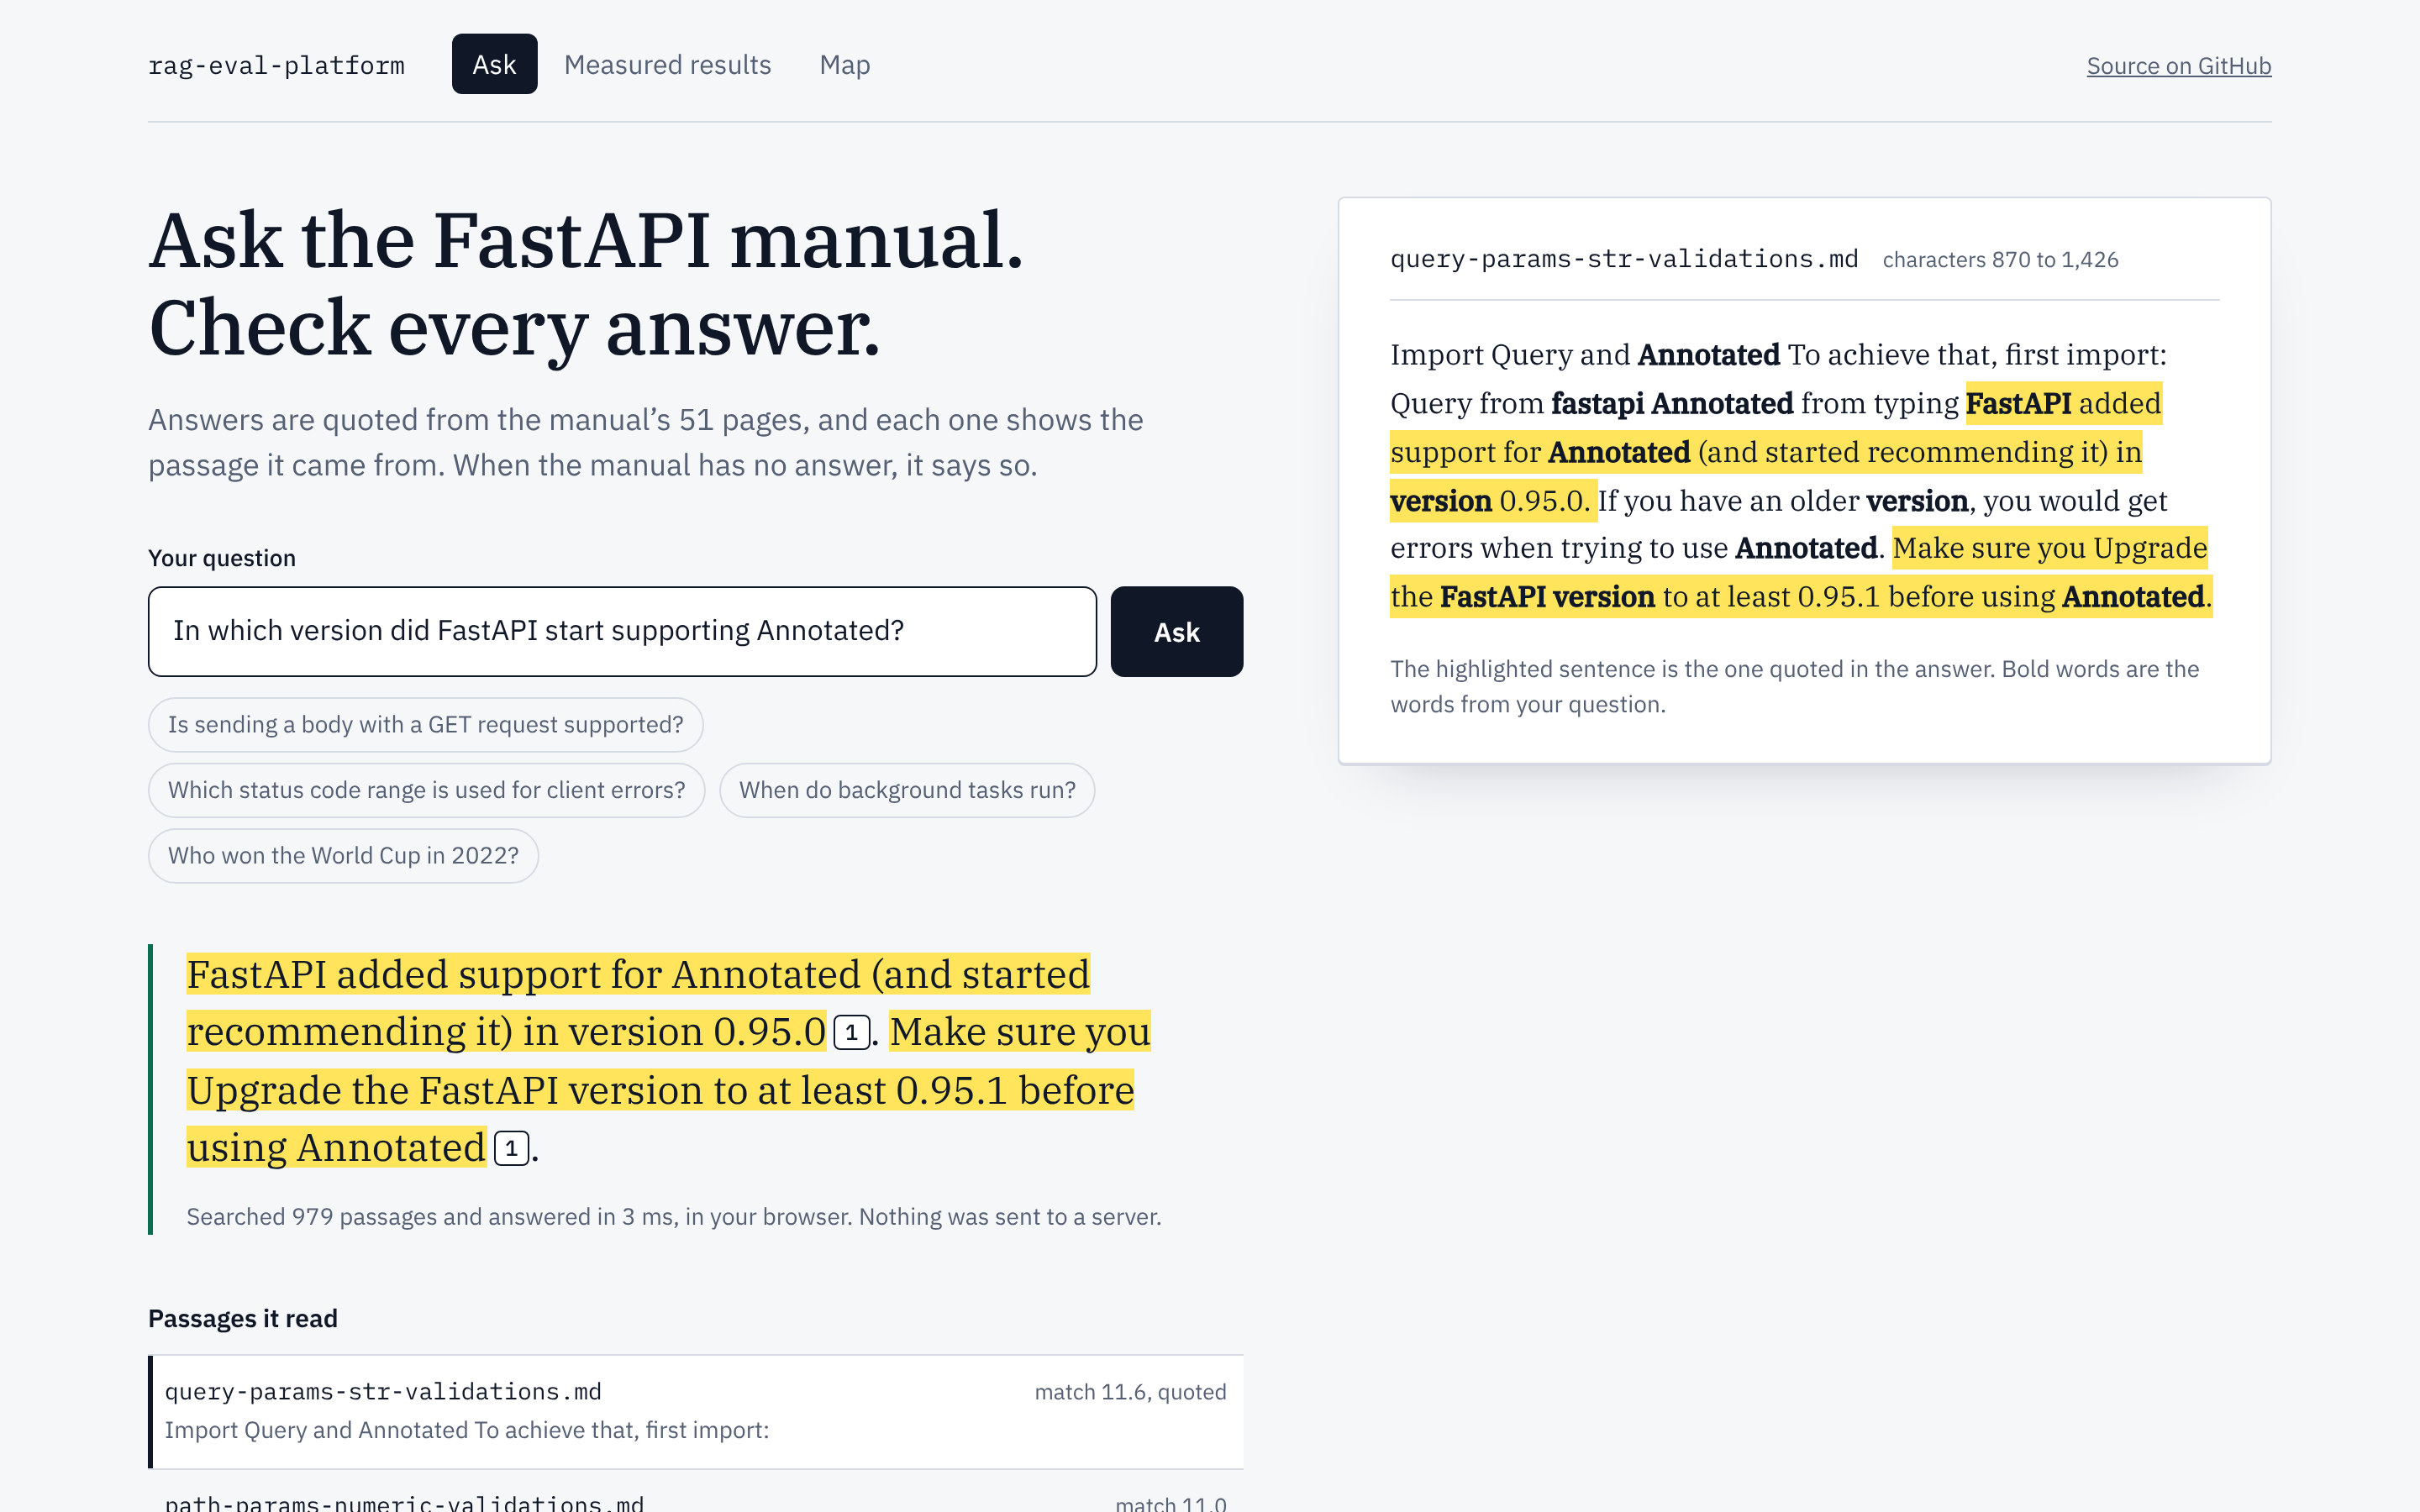 rag-eval-platform
Ask
Measured results
Map
Source on GitHub
Ask the FastAPI manual.
Check every answer.
Answers are quoted from the manual’s 51 pages, and each one shows the
passage it came from. When the manual has no answer, it says so.
Your question
In which version did FastAPI start supporting Annotated?
Ask
Is sending a body with a GET request supported?
Which status code range is used for client errors?
When do background tasks run?
Who won the World Cup in 2022?
FastAPI added support for Annotated (and started
recommending it) in version 0.95.0 1. Make sure you
Upgrade the FastAPI version to at least 0.95.1 before
using Annotated 1.
Searched 979 passages and answered in 3 ms, in your browser. Nothing was sent to a server.
Passages it read
query-params-str-validations.md
match 11.6, quoted
Import Query and Annotated To achieve that, first import:
path-params-numeric-validations.md
match 11.0
query-params-str-validations.md characters 870 to 1,426
Import Query and Annotated To achieve that, first import:
Query from fastapi Annotated from typing FastAPI added
support for Annotated (and started recommending it) in
version 0.95.0. If you have an older version, you would get
errors when trying to use Annotated. Make sure you Upgrade
the FastAPI version to at least 0.95.1 before using Annotated.
The highlighted sentence is the one quoted in the answer. Bold words are the
words from your question.